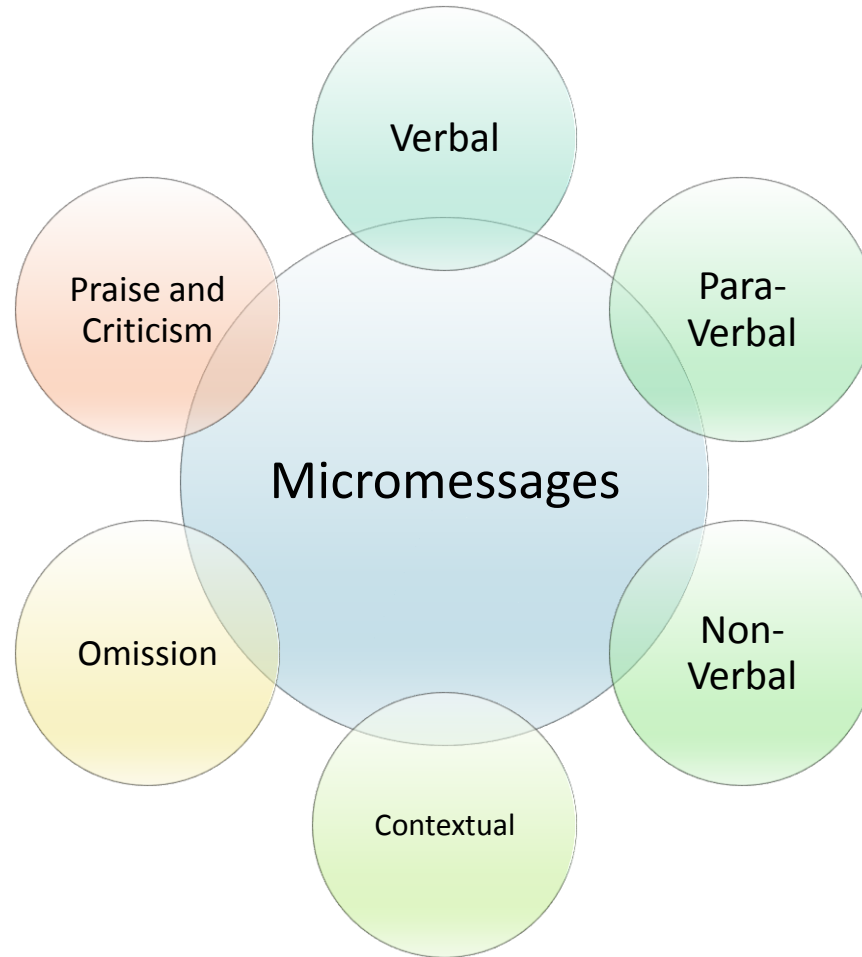 Verbal
Praise and
Criticism
Para-
Verbal
Micromessages
Omission
Non-
Verbal
Contextual